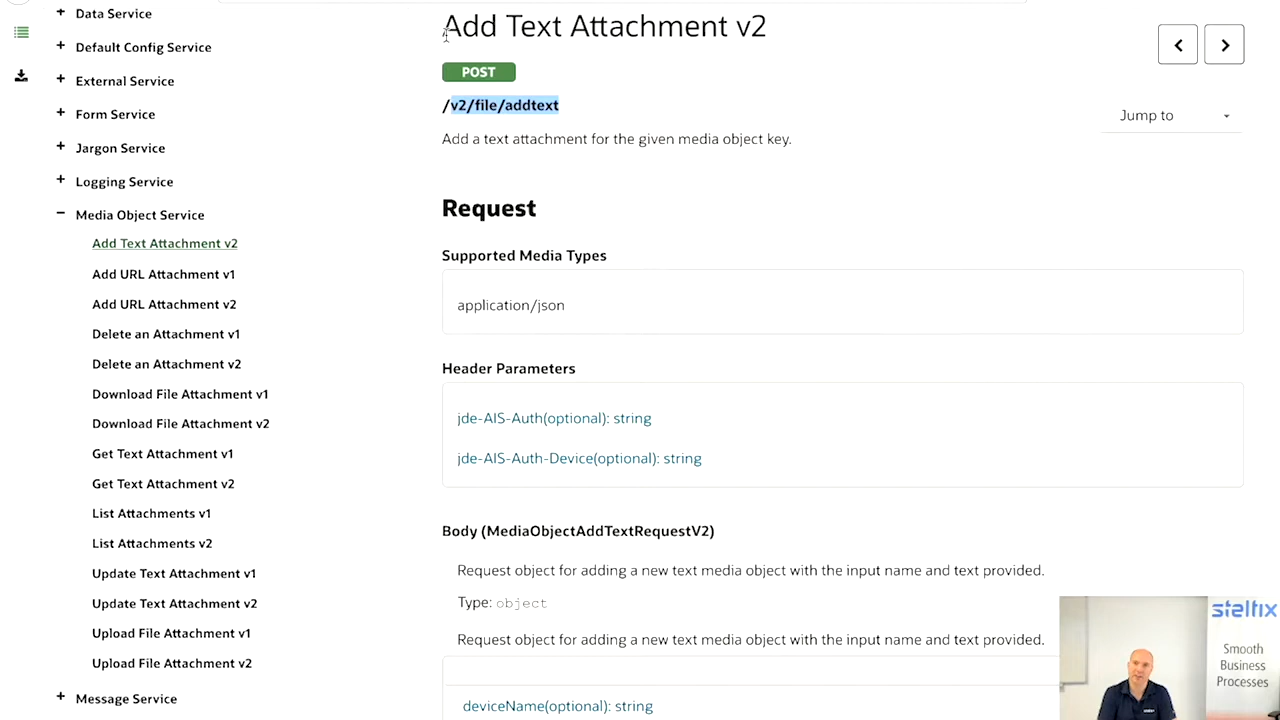 Data Service
Default Config Service
External Service
Form Service
Jargon Service
Logging Service
Media Object Service
Add Text Attachment v2
Add URL Attachment v1
Add URL Attachment v2
Delete an Attachment v1
Delete an Attachment v2
Download File Attachment v1
Download File Attachment v2
Get Text Attachment v1
Get Text Attachment v2
List Attachments v1
List Attachments v2
Update Text Attachment v1
Update Text Attachment v2
Upload File Attachment v1
Upload File Attachment v2
Message Service
Add Text Attachment v2
POST
/v2/file/addtext
Add a text attachment for the given media object key.
Jump to
Request
Supported Media Types
application/json
Header Parameters
jde-AIS-Auth(optional): string
jde-AIS-Auth-Device(optional): string
Body (MediaObjectAddTextRequestV2)
Request object for adding a new text media object with the input name and text provided.
Type: object
Request object for adding a new text media object with the input name and text provided.
deviceName(optional): string
steltix
Smooth
Business
Processes